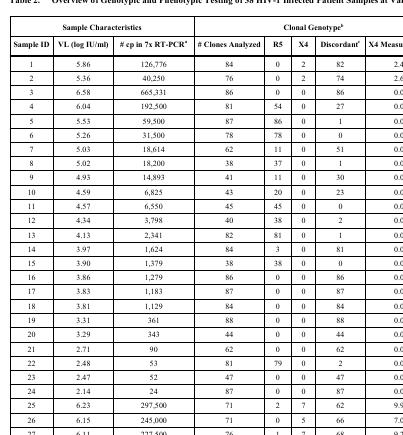 Table 2. Overview of Genotypic and Phenotypic Testing of 38 HIV-1 Infected Patient Samples at
Sample Characteristics Clonal Genotype b
Sample ID VL (log IU/ml) # cp in 7x RT-PCR a # Clones Analyzed R5 X4 Discordant c X4
1 5.86 126,776 84 0 2 82 2.4
2 5.36 40,250 76 0 2 74 2.6
3 6.58 665,331 86 0 0 86 0.0
4 6.04 192,500 81 54 0 27 0.0
5 5.53 59,500 87 86 0 1 0.0
6 5.26 31,500 78 78 0 0 0.0
7 5.03 18,614 62 11 0 51 0.0
8 5.02 18,200 38 37 0 1 0.0
9 4.93 14,893 41 11 0 30 0.0
10 4.59 6,825 43 20 0 23 0.0
11 4.57 6,550 45 45 0 0 0.0
12 4.34 3,798 40 38 0 2 0.0
13 4.13 2,341 82 81 0 1 0.0
14 3.97 1,624 84 3 0 81 0.0
15 3.90 1,379 38 38 0 0 0.0
16 3.86 1,279 86 0 0 86 0.0
17 3.83 1,183 87 0 0 87 0.0
18 3.81 1,129 84 0 0 84 0.0
19 3.31 361 88 0 0 88 0.0
20 3.29 343 44 0 0 44 0.0
21 2.71 90 62 0 0 62 0.0
22 2.48 53 81 79 0 2 0.0
23 2.47 52 47 0 0 47 0.0
24 2.14 24 87 0 0 87 0.0
25 6.23 297,500 71 2 7 62 9.9
26 6.15 245,000 71 0 5 66 7.0
27 6.11 227,500 76 1 7 68